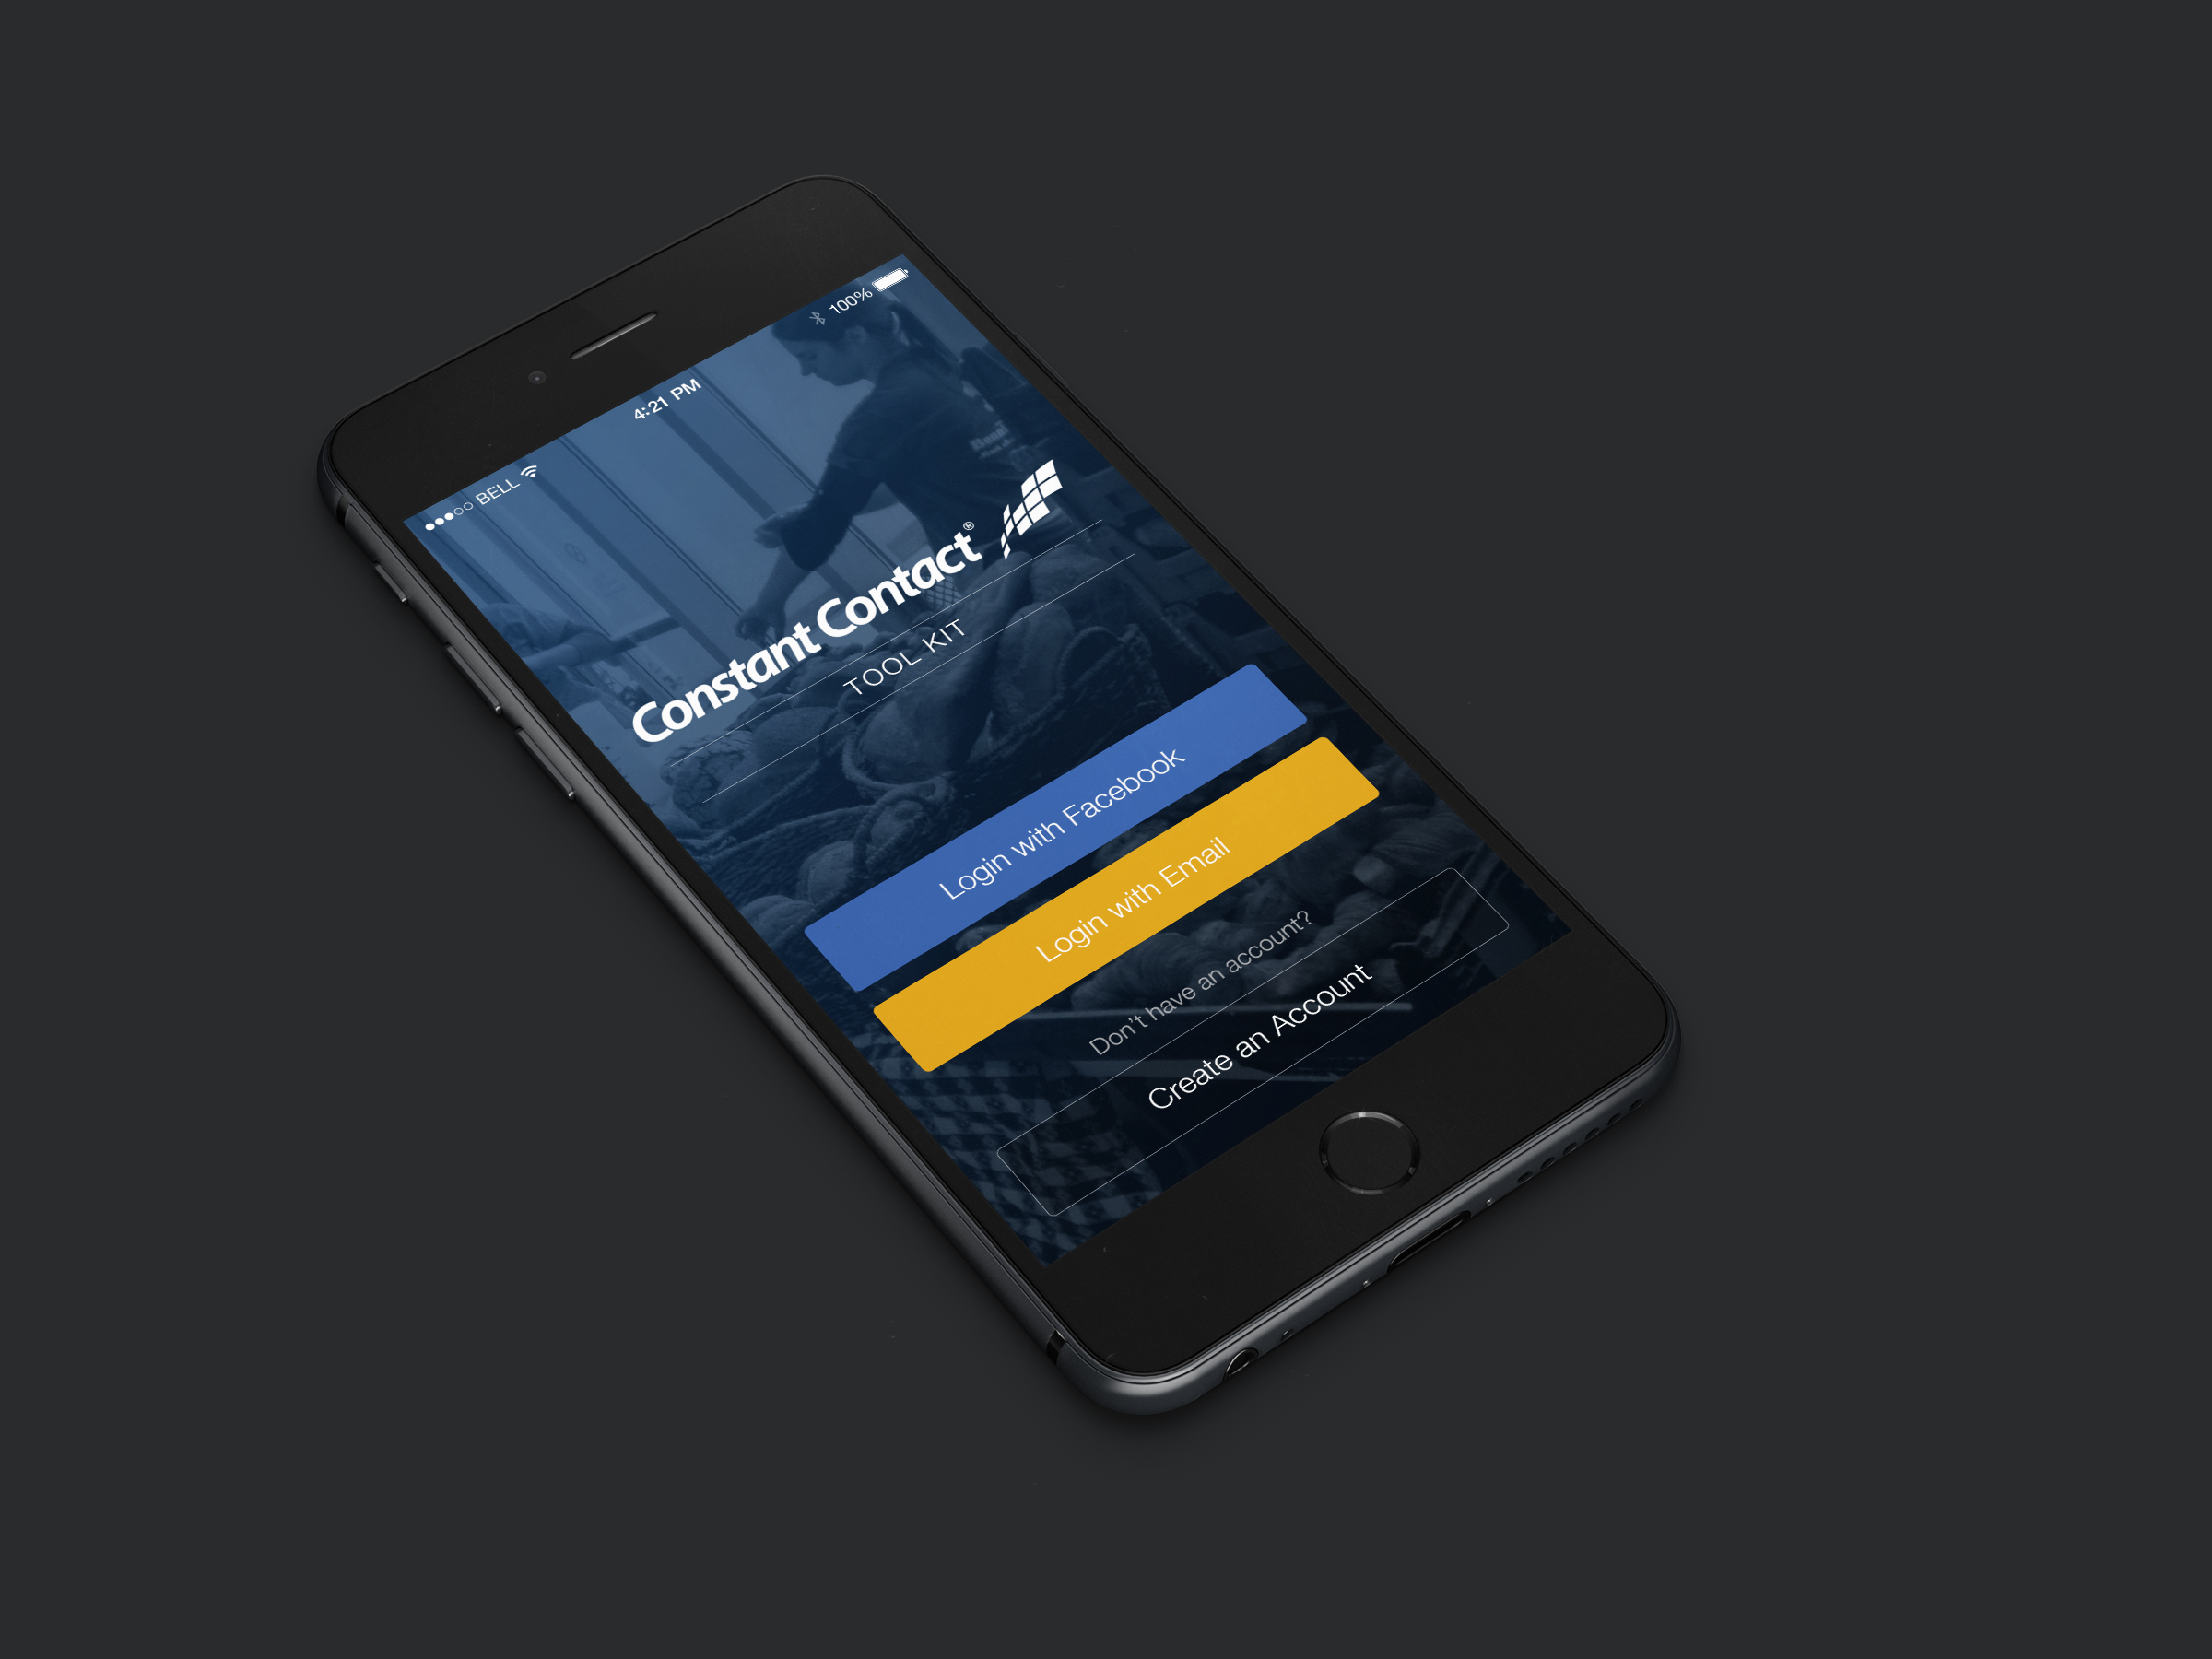 ●●●○○ BELL 4:21 PM 100%
Constant Contact®
TOOL KIT
Login with Facebook
Login with Email
Don't have an account?
Create an Account